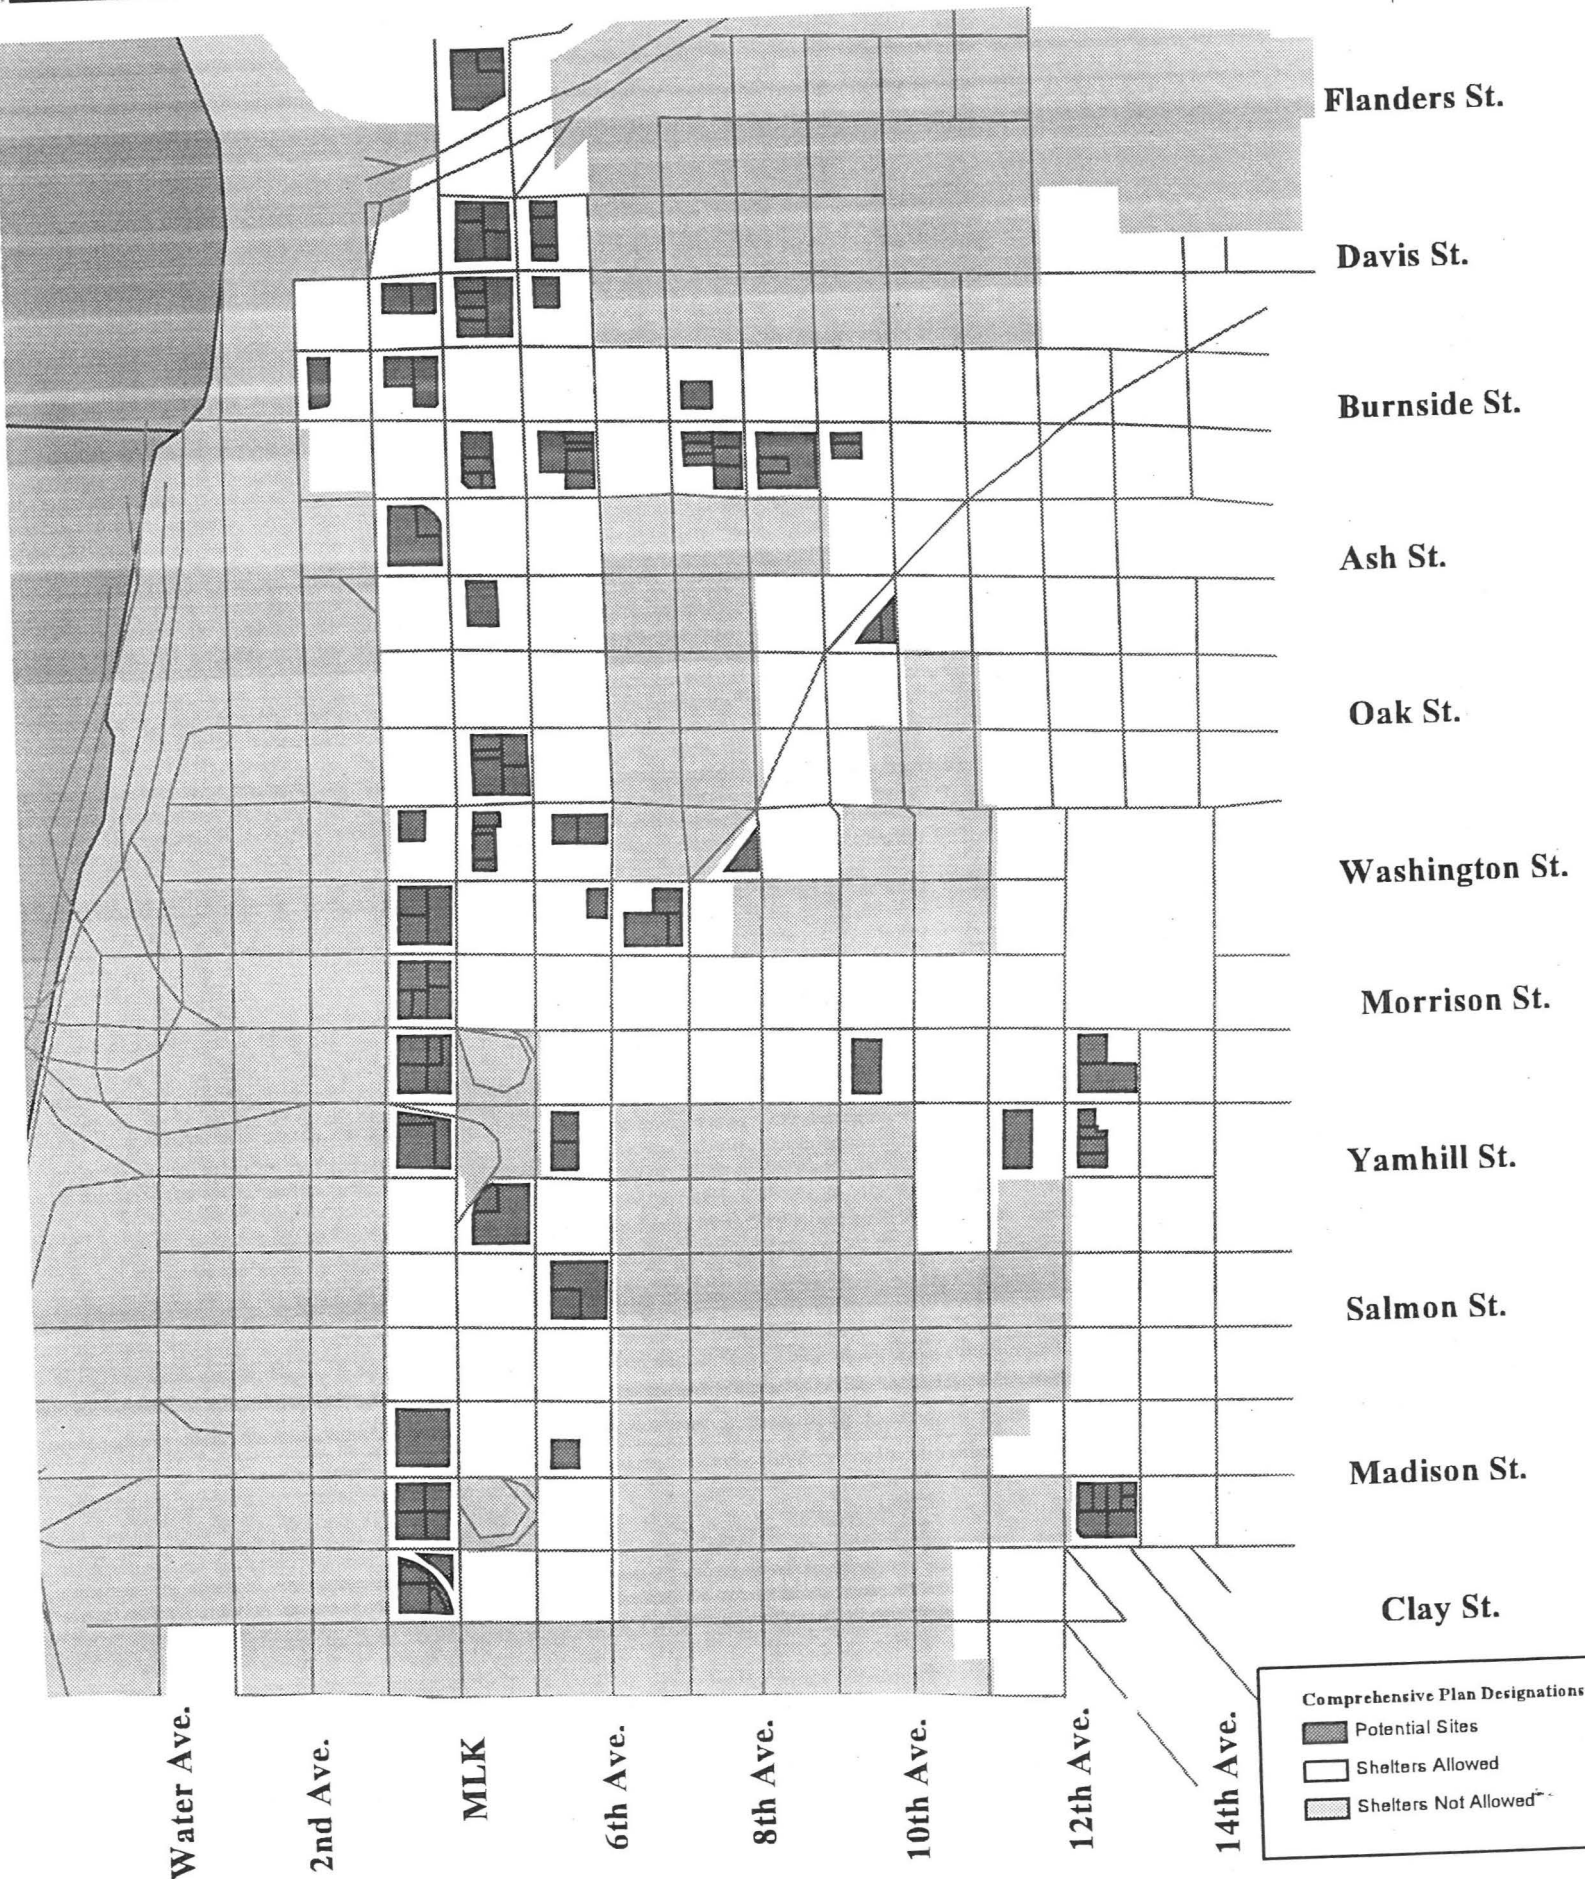 Flanders St.
Davis St.
Burnside St.
Ash St.
Oak St.
Washington St.
Morrison St.
Yamhill St.
Salmon St.
Madison St.
Clay St.
Water Ave.
2nd Ave.
MLK
6th Ave.
8th Ave.
10th Ave.
12th Ave.
14th Ave.
Comprehensive Plan Designations
Potential Sites
Shelters Allowed
Shelters Not Allowed